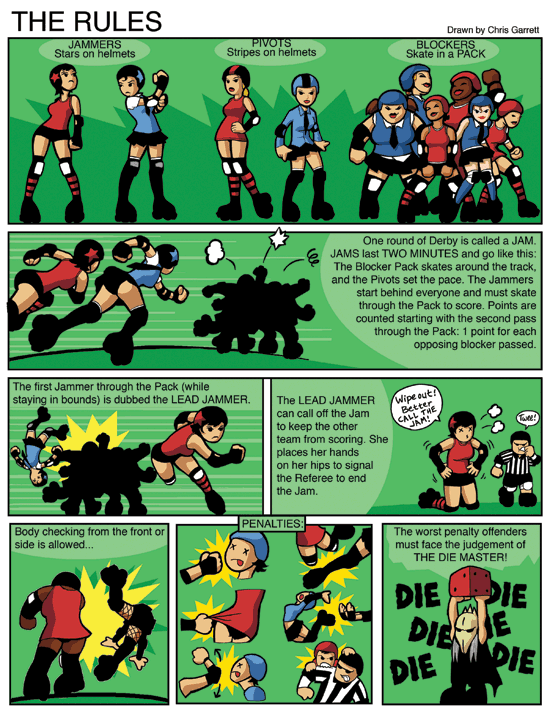 THE RULES
Drawn by Chris Garrett
JAMMERS
Stars on helmets
PIVOTS
Stripes on helmets
BLOCKERS
Skate in a PACK
One round of Derby is called a JAM.
JAMS last TWO MINUTES and go like this:
The Blocker Pack skates around the track,
and the Pivots set the pace. The Jammers
start behind everyone and must skate
through the Pack to score. Points are
counted starting with the second pass
through the Pack: 1 point for each
opposing blocker passed.
The first Jammer through the Pack (while
staying in bounds) is dubbed the LEAD JAMMER.
The LEAD JAMMER
can call off the Jam
to keep the other
team from scoring. She
places her hands
on her hips to signal
the Referee to end
the Jam.
Wipe out!
Better
CALL THE
JAM!
Twee!
Body checking from the front or
side is allowed...
PENALTIES:
The worst penalty offenders
must face the judgement of
THE DIE MASTER!
DIE DIE
DIE DIE
DIE DIE